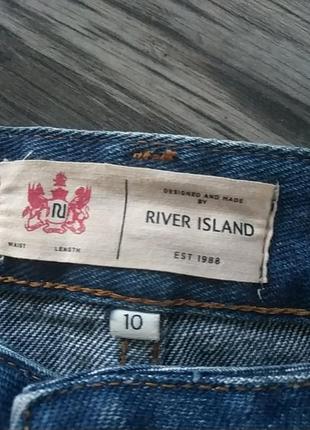 RI
WAIST LENGTH
DESIGNED AND MADE
BY
RIVER ISLAND
EST 1988
10